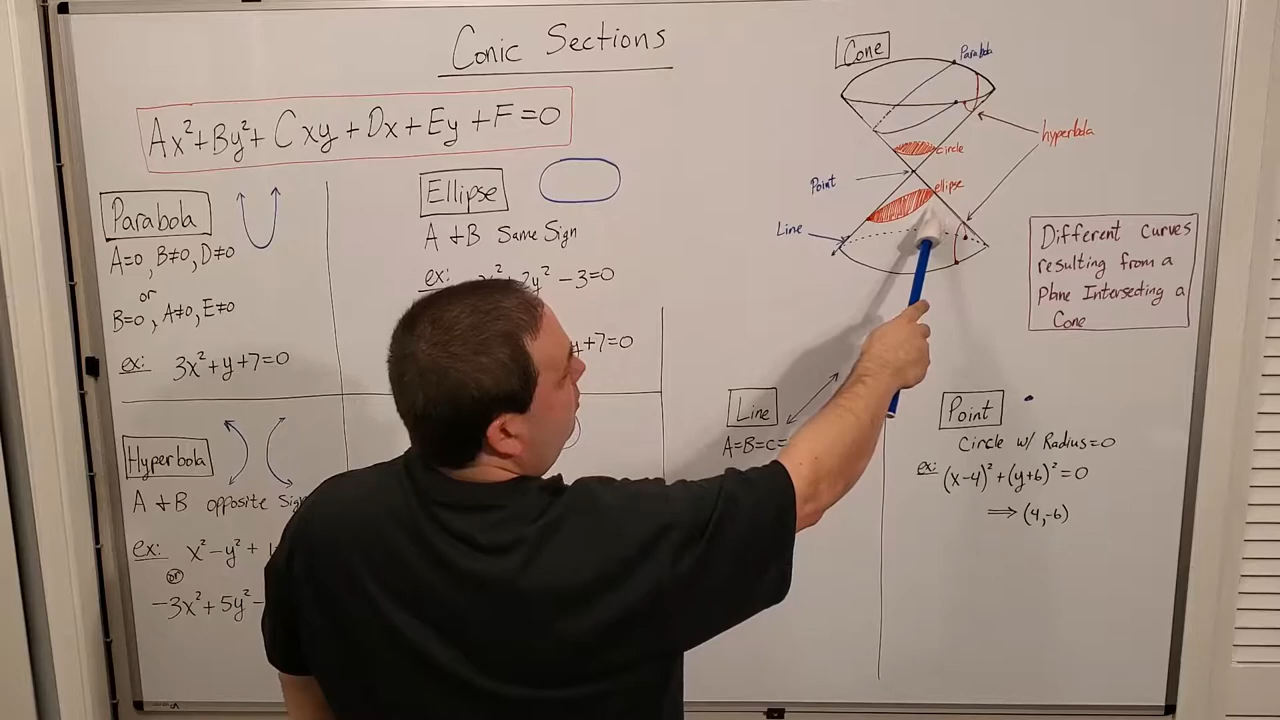 Conic Sections
Ax²+By²+Cxy+Dx+Ey+F=0
Parabola
A=0, B≠0, D≠0
or
B=0, A≠0, E≠0
ex: 3x²+y+7=0
Ellipse
A + B Same Sign
ex: x²+2y²-3=0
y+7=0
Hyperbola
A + B opposite Sig
ex: x²-y²+
or
-3x²+5y²-
Cone
Parabola
hyperbola
circle
Point
ellipse
Line
Different Curves
resulting from a
Plane Intersecting a
Cone
Line
A=B=C=
Point
Circle w/ Radius=0
ex: (x-4)²+(y+6)²=0
⟹(4,-6)